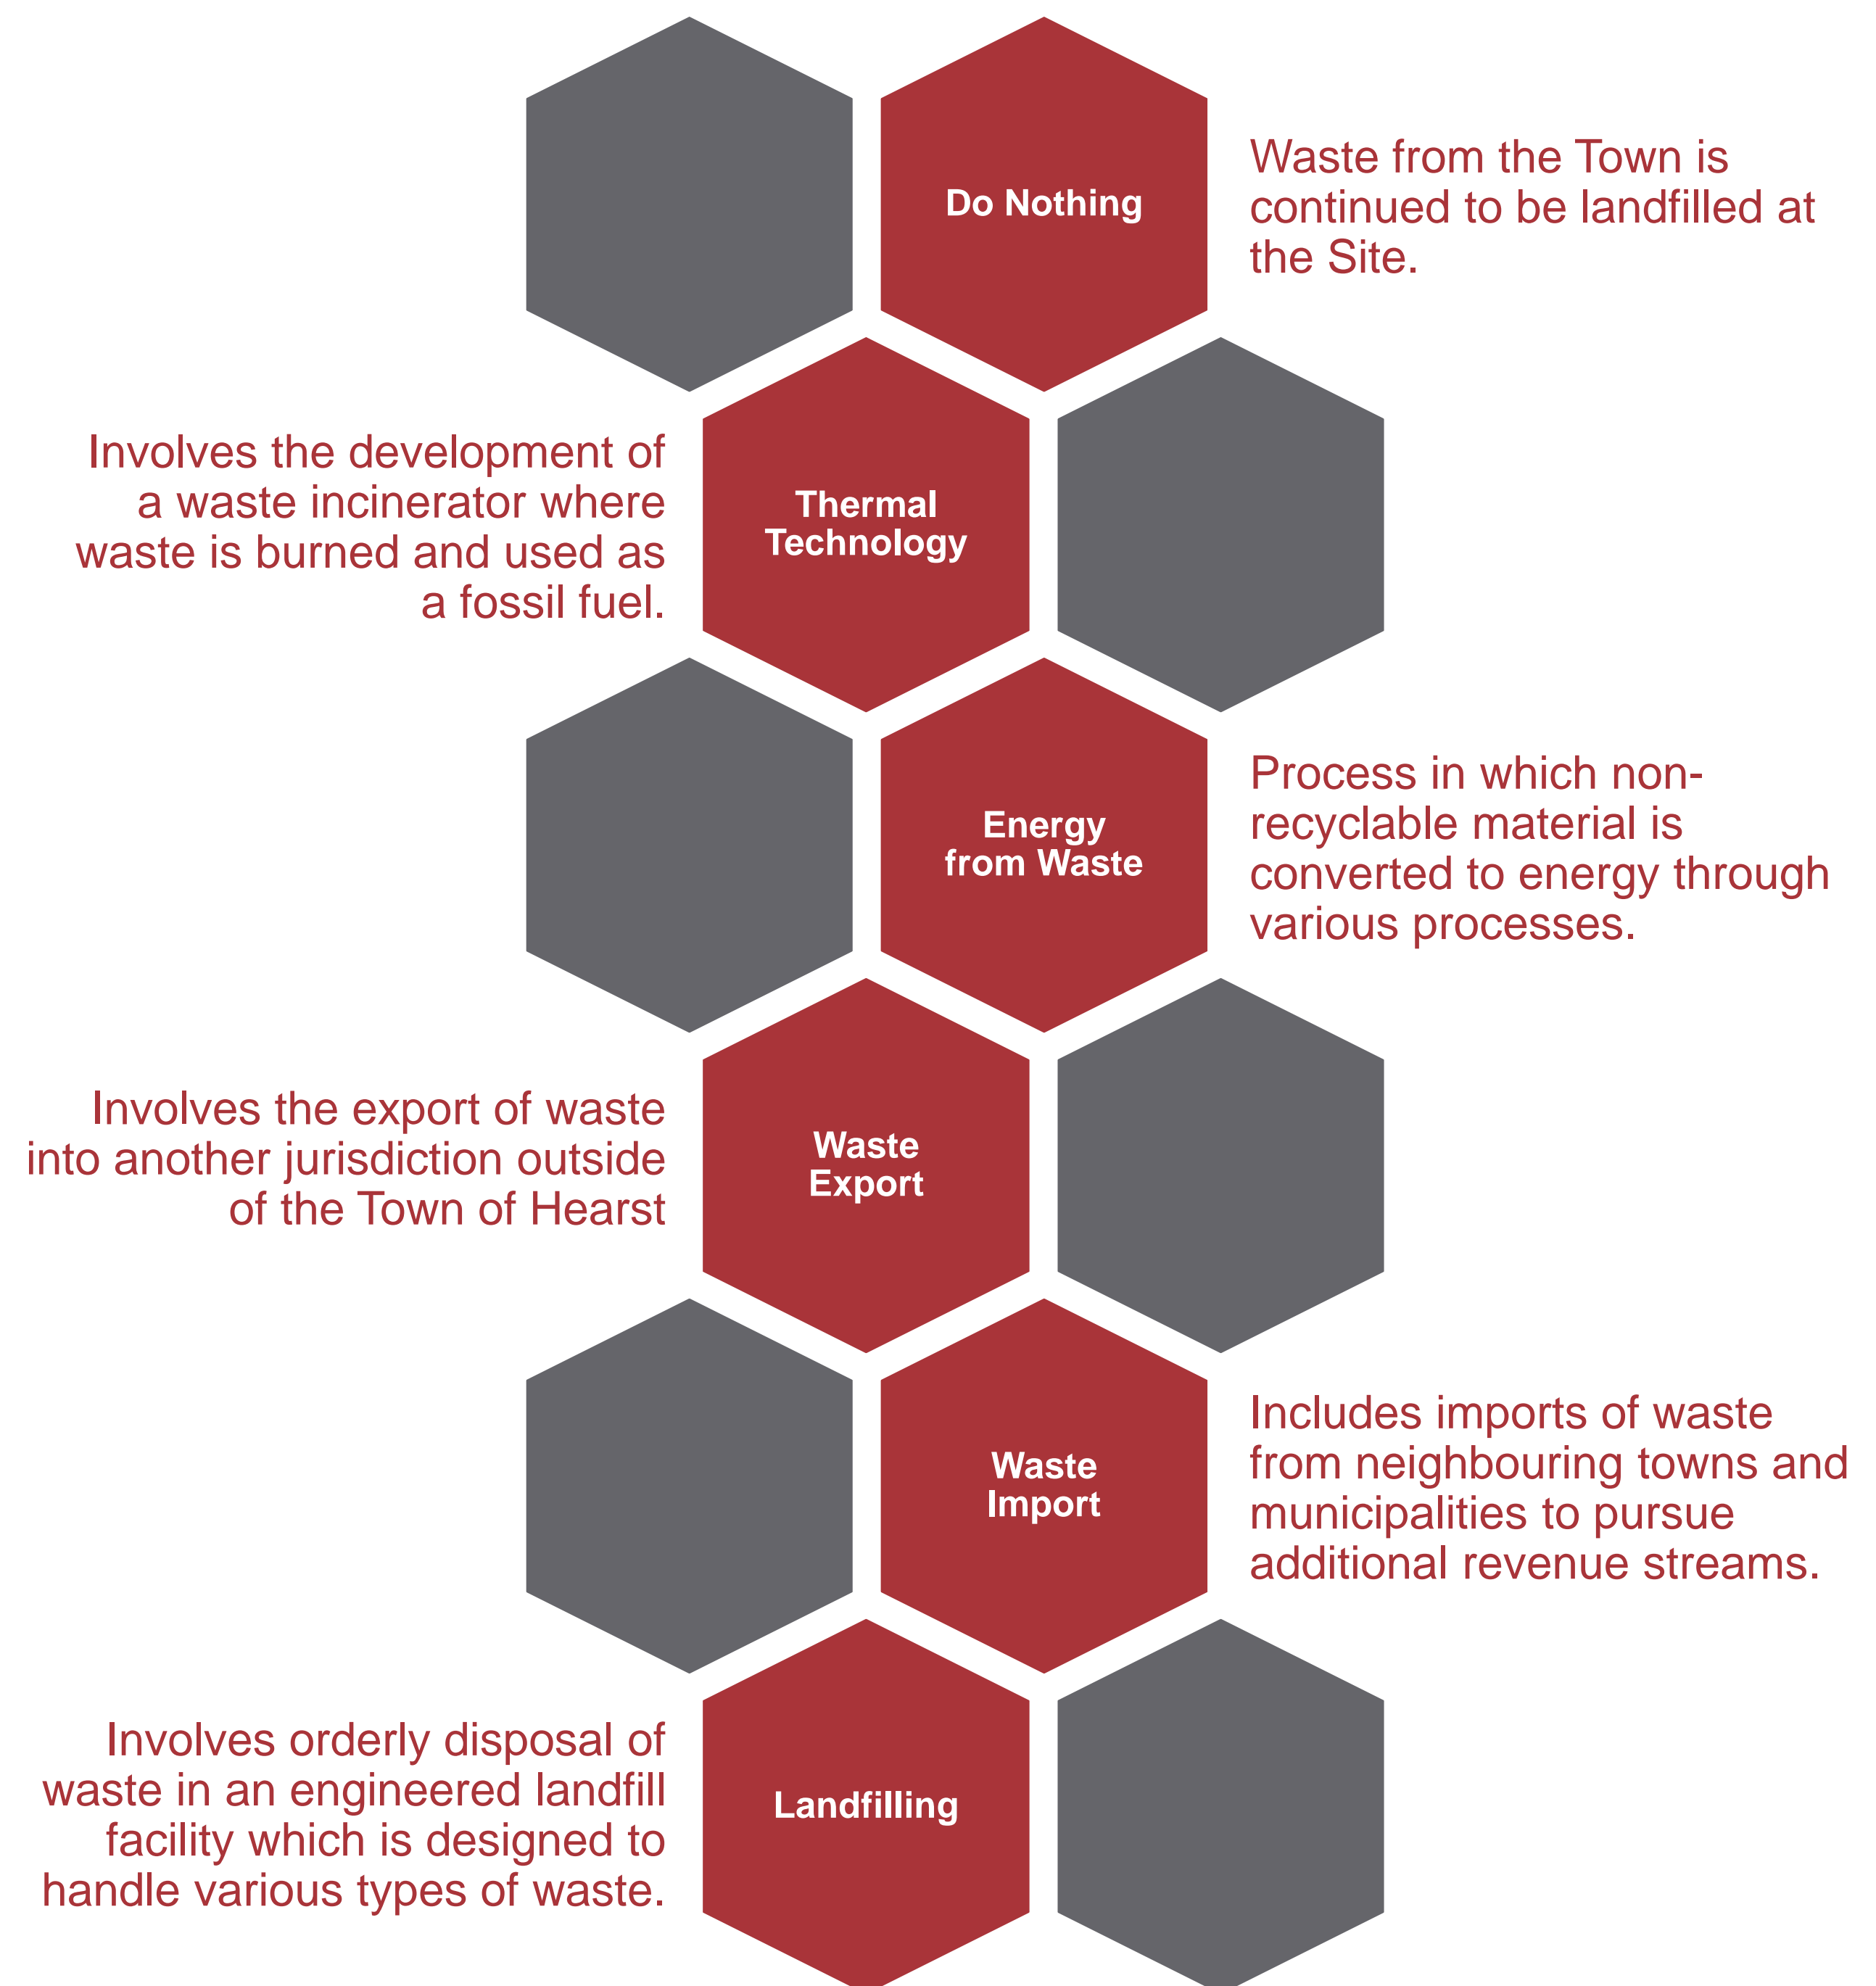 Do Nothing
Waste from the Town is
continued to be landfilled at
the Site.
Involves the development of
a waste incinerator where
waste is burned and used as
a fossil fuel.
Thermal
Technology
Energy
from Waste
Process in which non-
recyclable material is
converted to energy through
various processes.
Involves the export of waste
into another jurisdiction outside
of the Town of Hearst
Waste
Export
Waste
Import
Includes imports of waste
from neighbouring towns and
municipalities to pursue
additional revenue streams.
Involves orderly disposal of
waste in an engineered landfill
facility which is designed to
handle various types of waste.
Landfilling